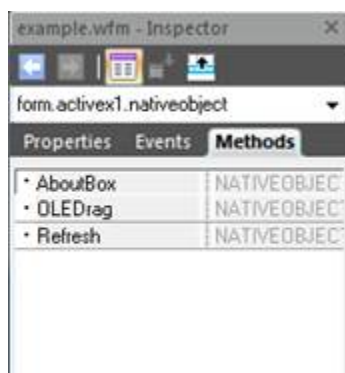 example.wfm - Inspector
form.activex1.nativeobject
Properties Events Methods
AboutBox NATIVEOBJECT
OLEDrag NATIVEOBJECT
Refresh NATIVEOBJECT